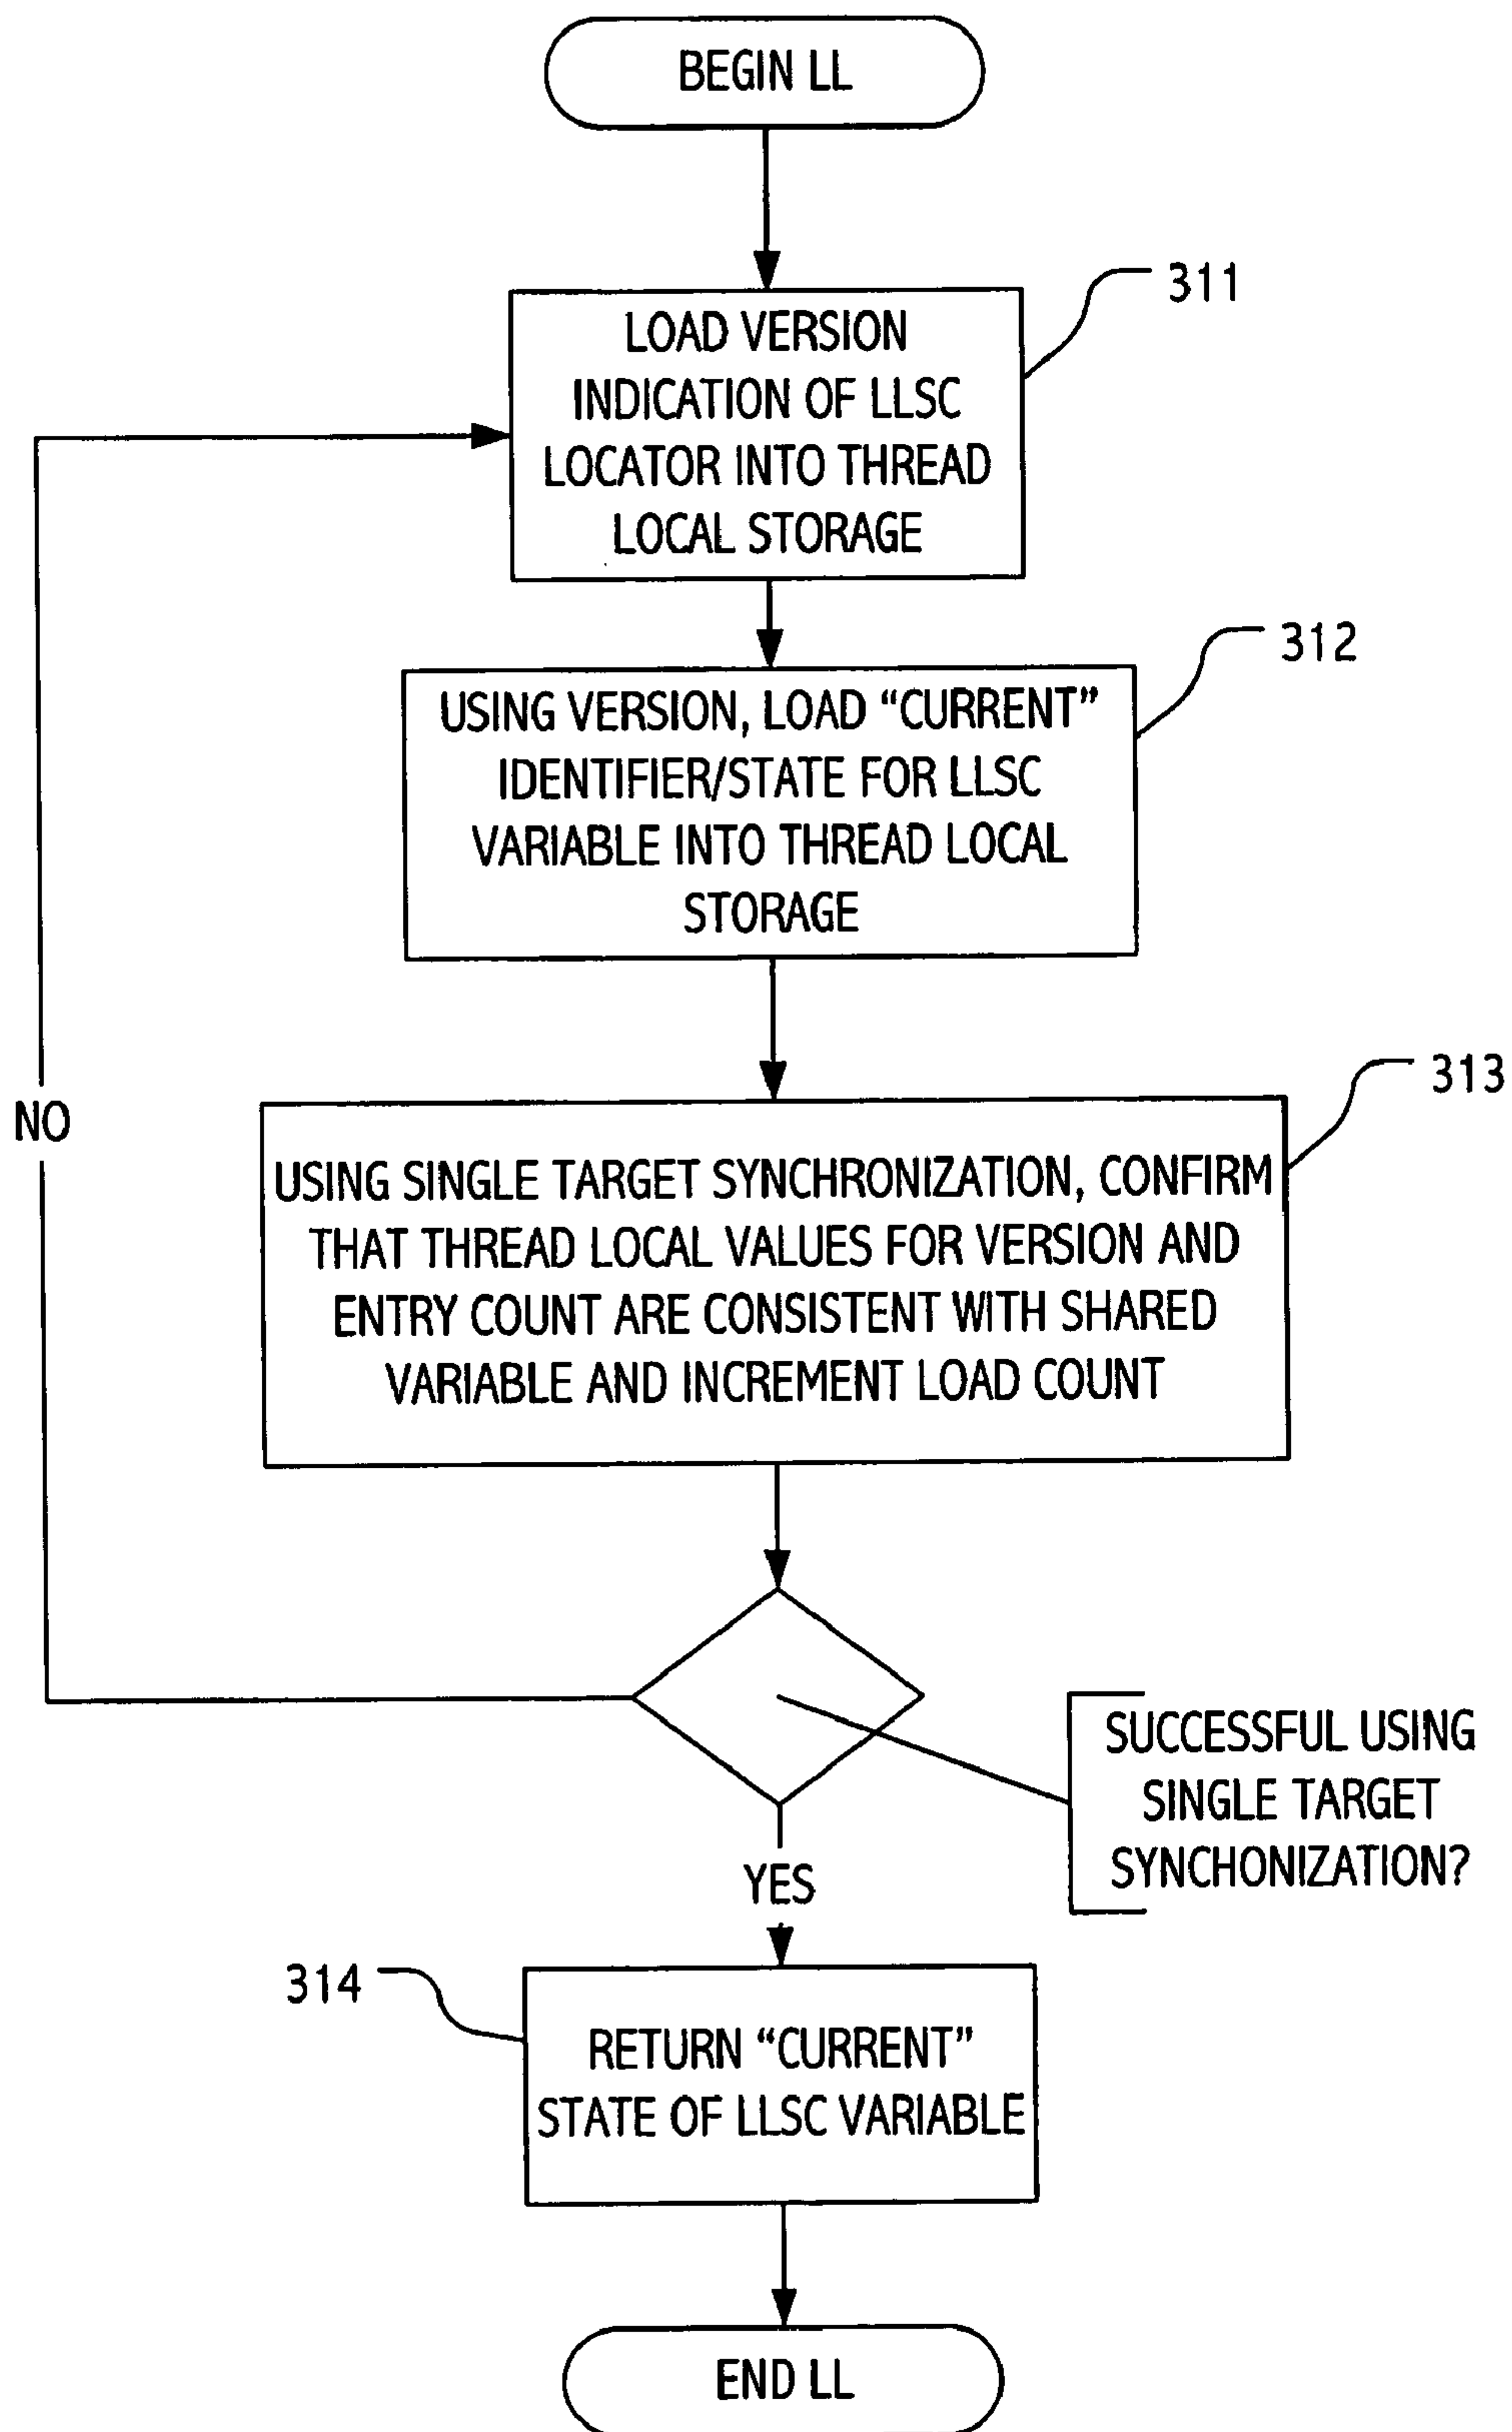 BEGIN LL
311
LOAD VERSION
INDICATION OF LLSC
LOCATOR INTO THREAD
LOCAL STORAGE
312
USING VERSION, LOAD “CURRENT”
IDENTIFIER/STATE FOR LLSC
VARIABLE INTO THREAD LOCAL
STORAGE
313
NO
USING SINGLE TARGET SYNCHRONIZATION, CONFIRM
THAT THREAD LOCAL VALUES FOR VERSION AND
ENTRY COUNT ARE CONSISTENT WITH SHARED
VARIABLE AND INCREMENT LOAD COUNT
SUCCESSFUL USING
SINGLE TARGET
SYNCHONIZATION?
YES
314
RETURN “CURRENT”
STATE OF LLSC VARIABLE
END LL